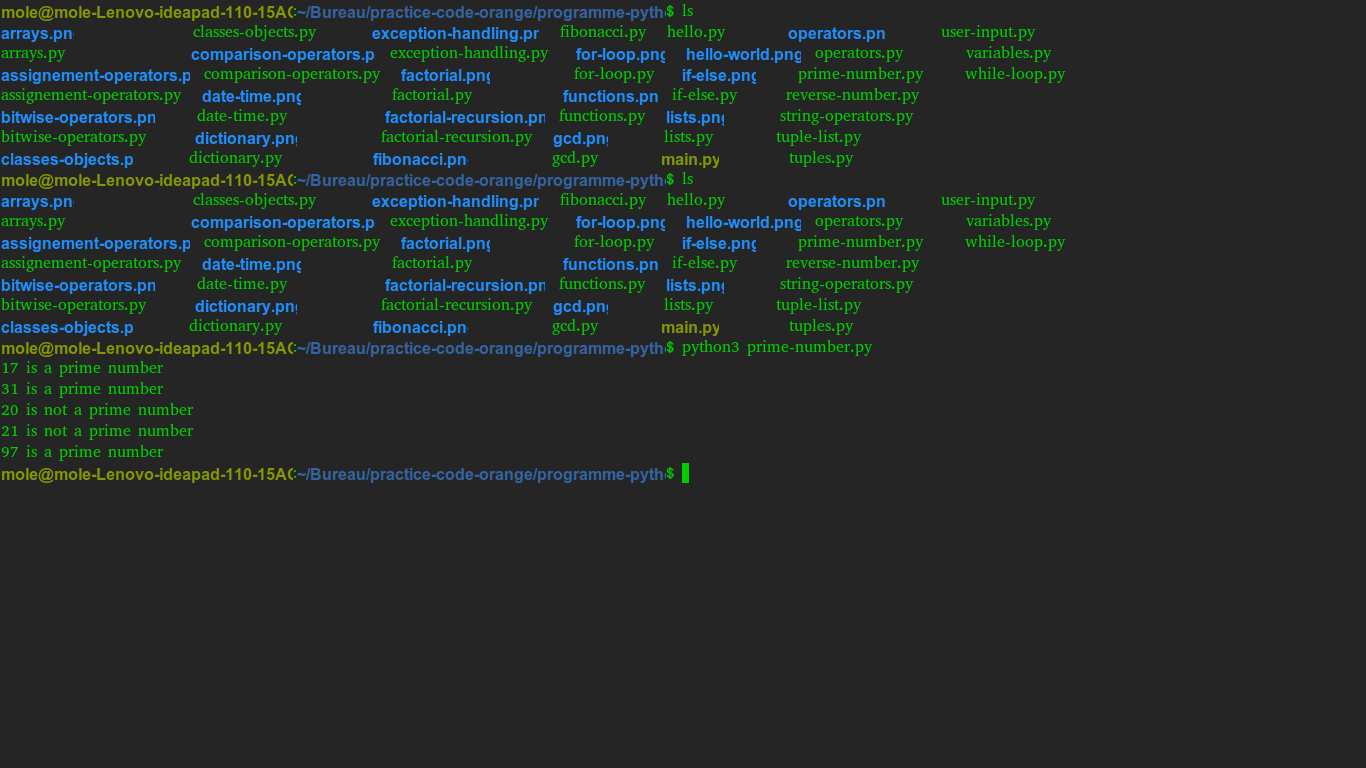 mole@mole-Lenovo-ideapad-110-15AC:~/Bureau/practice-code-orange/programme-pyth$ ls
arrays.pn classes-objects.py exception-handling.pr fibonacci.py hello.py operators.pn user-input.py
arrays.py comparison-operators.p exception-handling.py for-loop.png hello-world.png operators.py variables.py
assignement-operators.p comparison-operators.py factorial.png for-loop.py if-else.png prime-number.py while-loop.py
assignement-operators.py date-time.png factorial.py functions.pn if-else.py reverse-number.py
bitwise-operators.pn date-time.py factorial-recursion.pn functions.py lists.png string-operators.py
bitwise-operators.py dictionary.png factorial-recursion.py gcd.png lists.py tuple-list.py
classes-objects.p dictionary.py fibonacci.pn gcd.py main.py tuples.py
mole@mole-Lenovo-ideapad-110-15AC:~/Bureau/practice-code-orange/programme-pyth$ ls
arrays.pn classes-objects.py exception-handling.pr fibonacci.py hello.py operators.pn user-input.py
arrays.py comparison-operators.p exception-handling.py for-loop.png hello-world.png operators.py variables.py
assignement-operators.p comparison-operators.py factorial.png for-loop.py if-else.png prime-number.py while-loop.py
assignement-operators.py date-time.png factorial.py functions.pn if-else.py reverse-number.py
bitwise-operators.pn date-time.py factorial-recursion.pn functions.py lists.png string-operators.py
bitwise-operators.py dictionary.png factorial-recursion.py gcd.png lists.py tuple-list.py
classes-objects.p dictionary.py fibonacci.pn gcd.py main.py tuples.py
mole@mole-Lenovo-ideapad-110-15AC:~/Bureau/practice-code-orange/programme-pyth$ python3 prime-number.py
17 is a prime number
31 is a prime number
20 is not a prime number
21 is not a prime number
97 is a prime number
mole@mole-Lenovo-ideapad-110-15AC:~/Bureau/practice-code-orange/programme-pyth$